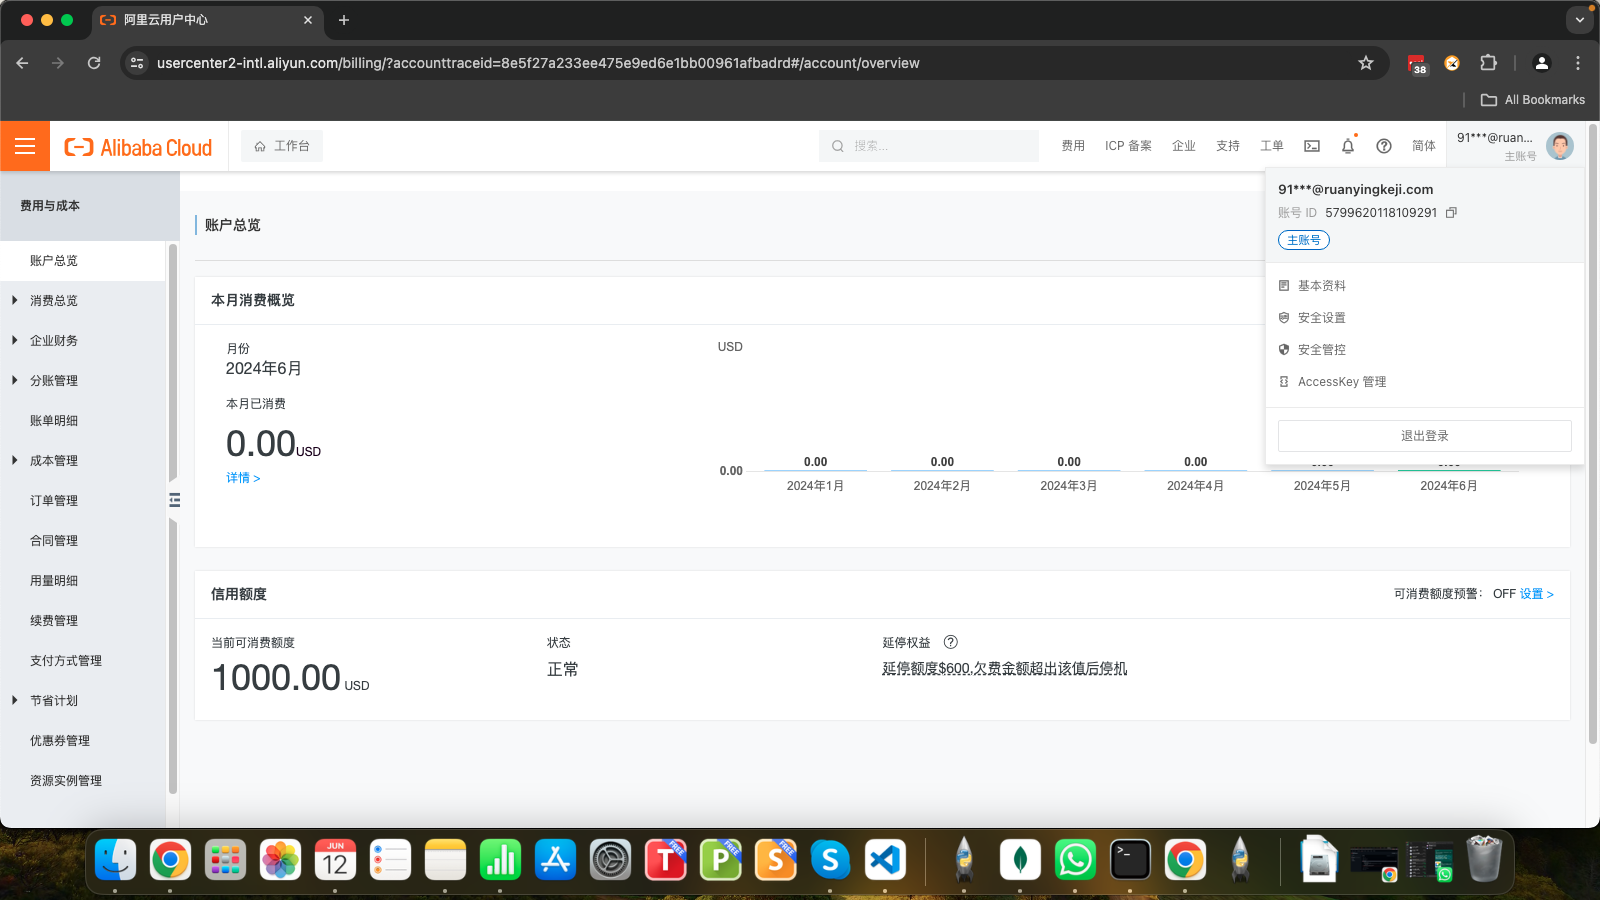 阿里云用户中心
usercenter2-intl.aliyun.com/billing/?accounttraceid=8e5f27a233ee475e9ed6e1bb00961afbadrd#/account/overview
38
All Bookmarks
Alibaba Cloud
工作台
搜索...
费用
ICP 备案
企业
支持
工单
简体
91***@ruan...
主账号
91***@ruanyingkeji.com
账号 ID 5799620118109291
主账号
基本资料
安全设置
安全管控
AccessKey 管理
退出登录
费用与成本
账户总览
消费总览
企业财务
分账管理
账单明细
成本管理
订单管理
合同管理
用量明细
续费管理
支付方式管理
节省计划
优惠券管理
资源实例管理
账户总览
本月消费概览
月份
2024年6月
本月已消费
0.00USD
详情 >
USD
0.00
0.00
0.00
0.00
0.00
2024年1月
2024年2月
2024年3月
2024年4月
2024年5月
2024年6月
信用额度
可消费额度预警： OFF 设置 >
当前可消费额度
1000.00 USD
状态
正常
延停权益
延停额度$600,欠费金额超出该值后停机
JUN
12
T FREE
P FREE
S FREE